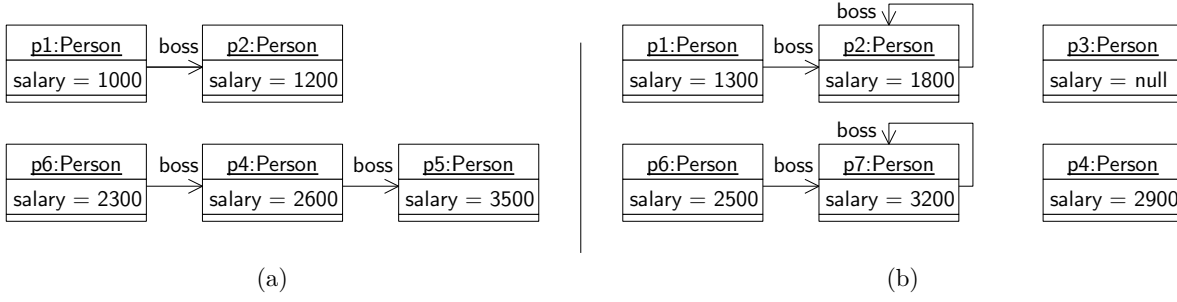 p1:Person
boss
p2:Person
salary = 1000
salary = 1200
p6:Person
boss
p4:Person
boss
p5:Person
salary = 2300
salary = 2600
salary = 3500
(a)
boss
p1:Person
boss
p2:Person
p3:Person
salary = 1300
salary = 1800
salary = null
boss
p6:Person
boss
p7:Person
p4:Person
salary = 2500
salary = 3200
salary = 2900
(b)